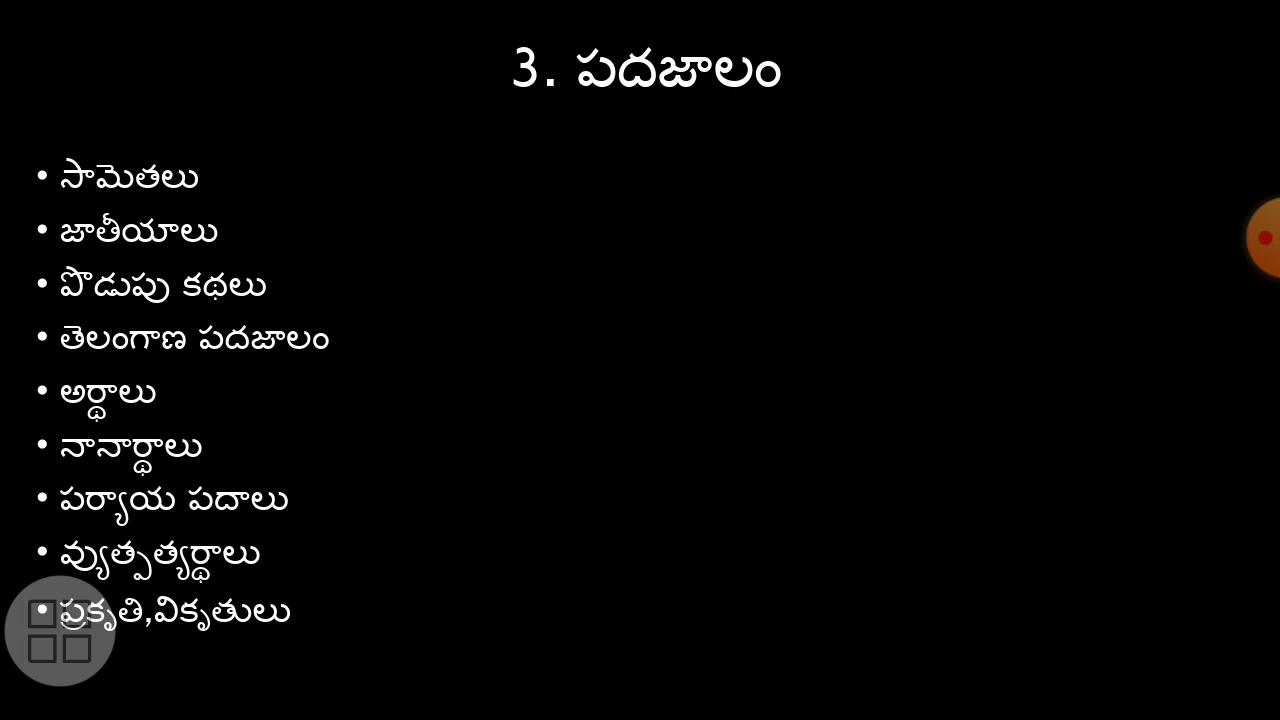 3. పదజాలం
• సామెతలు
• జాతీయాలు
• పొడుపు కథలు
• తెలంగాణ పదజాలం
• అర్థాలు
• నానార్థాలు
• పర్యాయ పదాలు
• వ్యుత్పత్యర్థాలు
• ప్రకృతి,వికృతులు